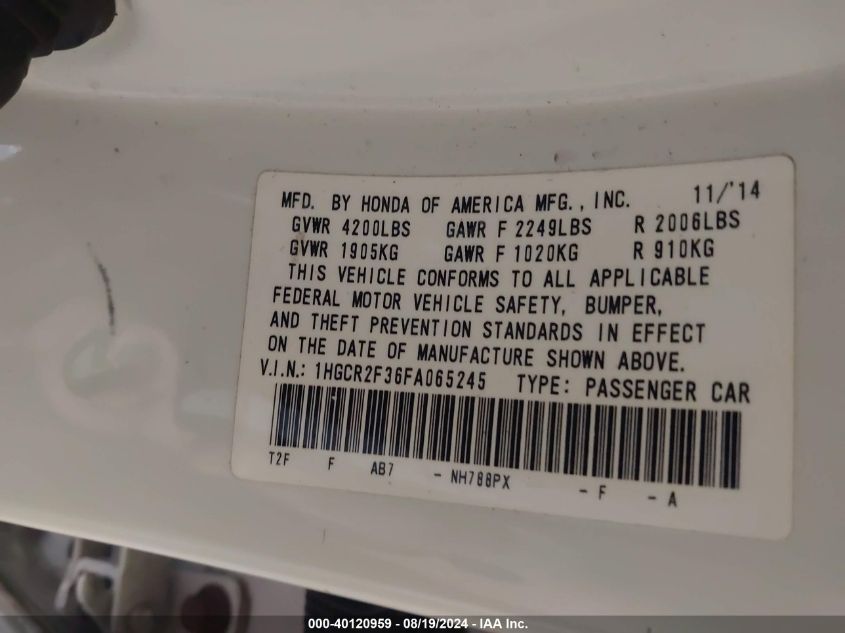 MFD. BY HONDA OF AMERICA MFG., INC. 11/'14
GVWR 4200LBS GAWR F 2249LBS R 2006LBS
GVWR 1905KG GAWR F 1020KG R 910KG
THIS VEHICLE CONFORMS TO ALL APPLICABLE
FEDERAL MOTOR VEHICLE SAFETY, BUMPER,
AND THEFT PREVENTION STANDARDS IN EFFECT
ON THE DATE OF MANUFACTURE SHOWN ABOVE.
V.I.N.: 1HGCR2F36FA065245 TYPE: PASSENGER CAR
T2F F AB7 - NH788PX - F - A
000-40120959 - 08/19/2024 - IAA Inc.